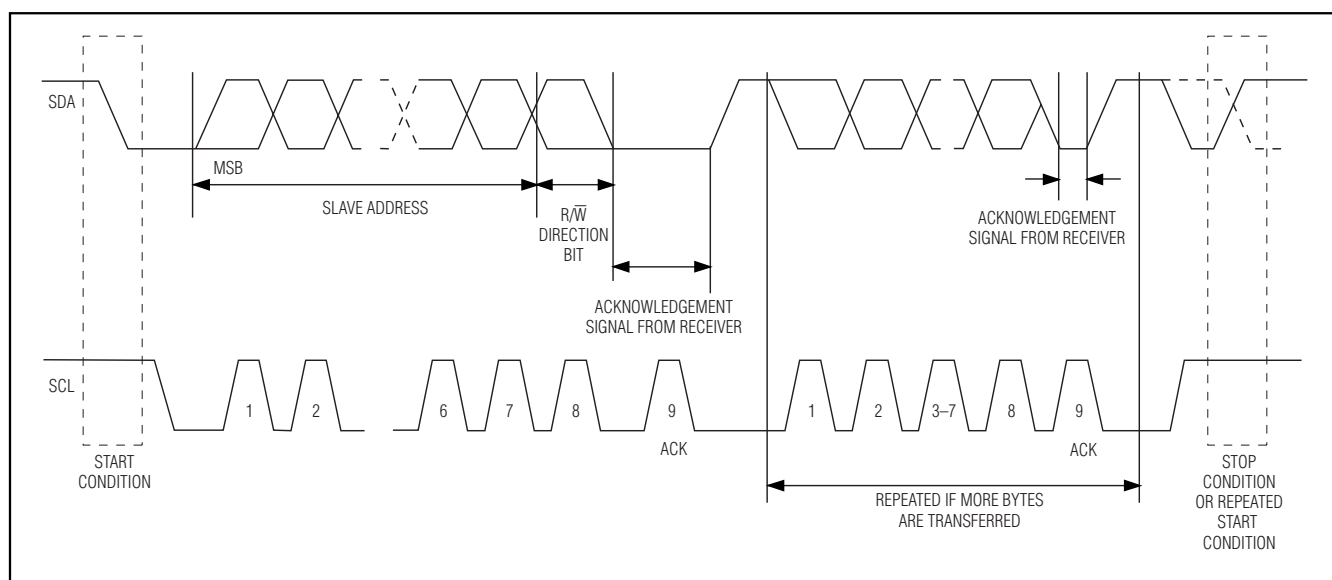 SDA
MSB
SLAVE ADDRESS
R/W̅
DIRECTION
BIT
ACKNOWLEDGEMENT
SIGNAL FROM RECEIVER
ACKNOWLEDGEMENT
SIGNAL FROM RECEIVER
SCL
1
2
6
7
8
9
1
2
3–7
8
9
ACK
ACK
START
CONDITION
REPEATED IF MORE BYTES
ARE TRANSFERRED
STOP
CONDITION
OR REPEATED
START
CONDITION